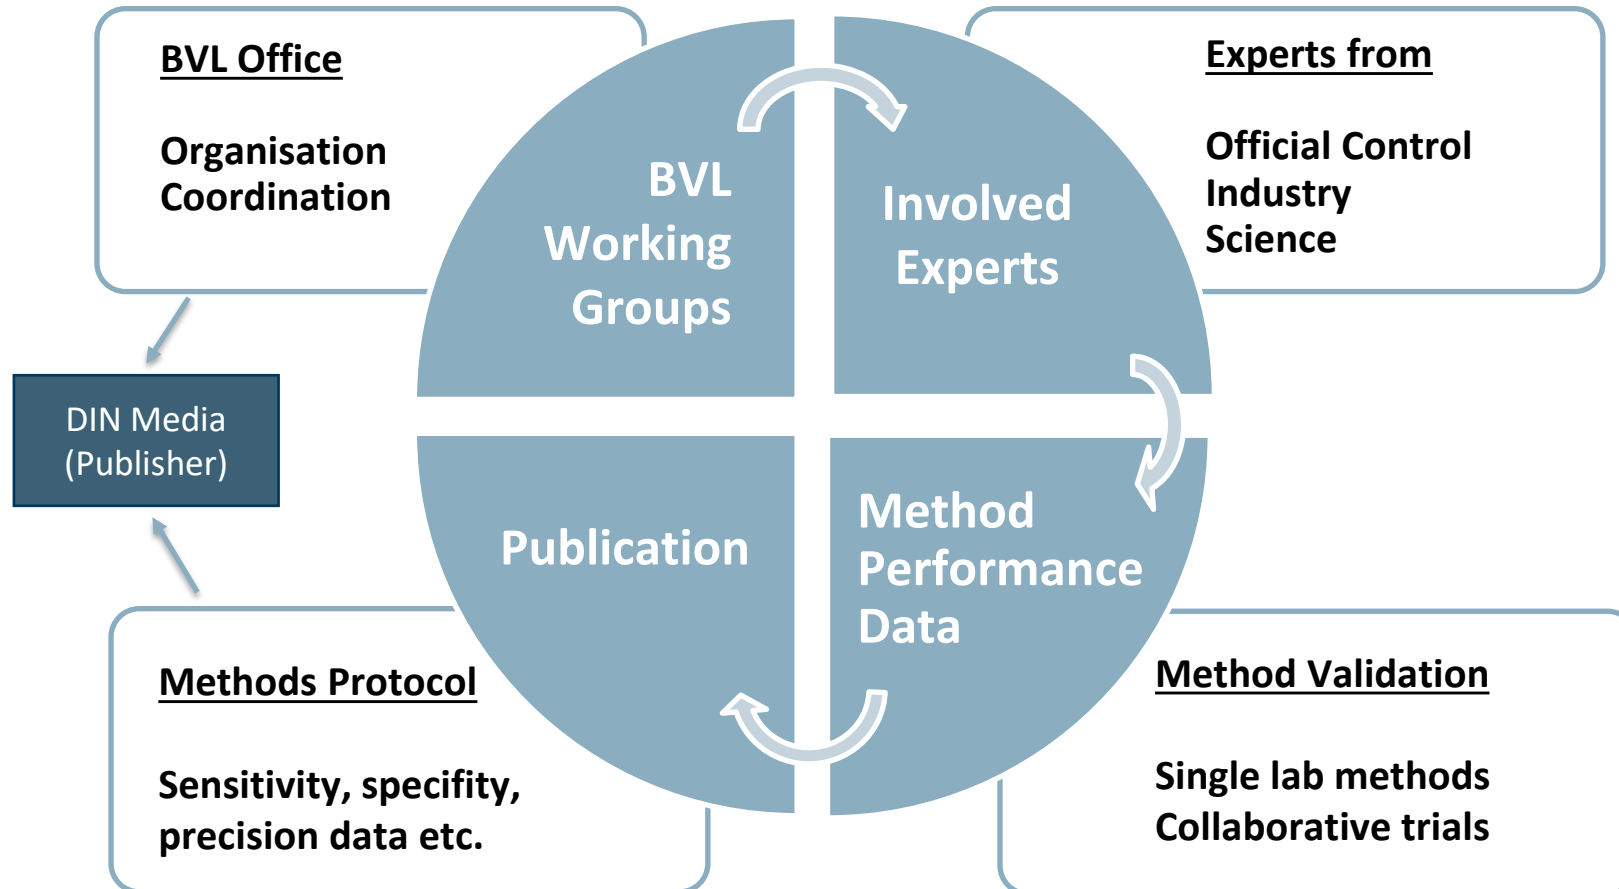 BVL Office
Organisation
Coordination
BVL
Working
Groups
Involved
Experts
Experts from
Official Control
Industry
Science
DIN Media
(Publisher)
Publication
Method
Performance
Data
Methods Protocol
Sensitivity, specifity,
precision data etc.
Method Validation
Single lab methods
Collaborative trials